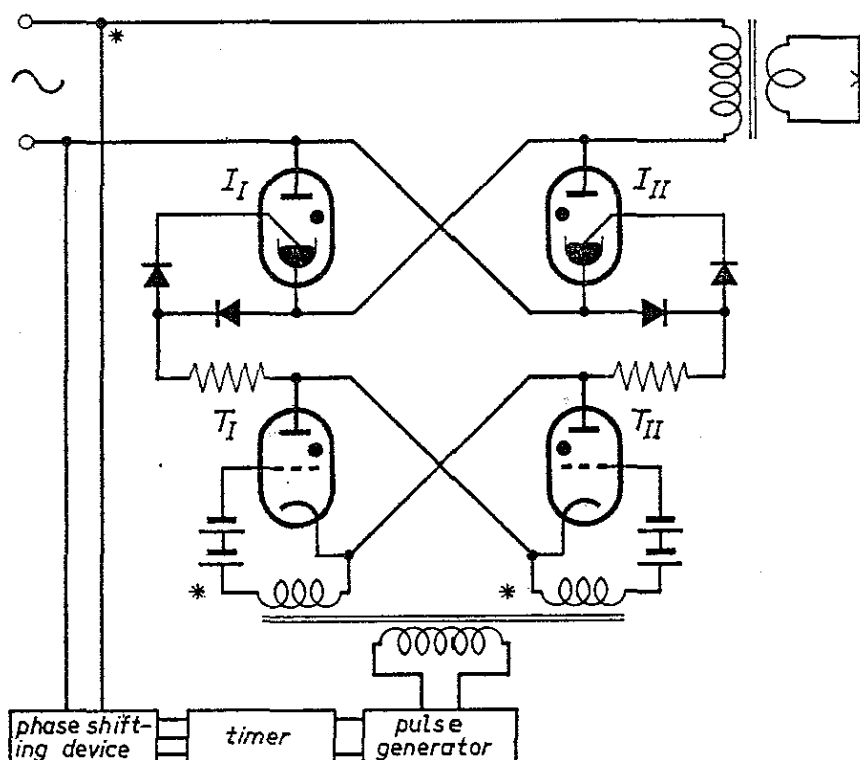 *
I_I
I_II
T_I
T_II
*
*
phase shift-
ing device
timer
pulse
generator